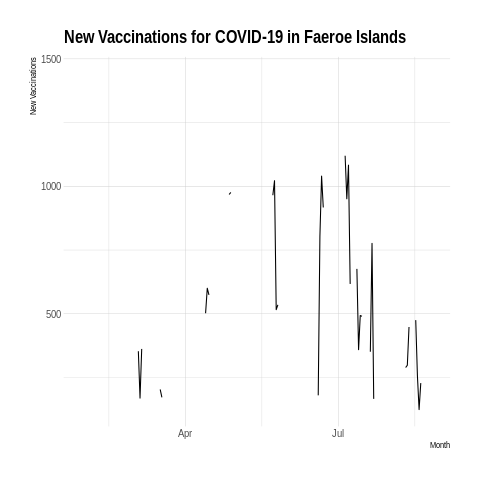 New Vaccinations for COVID-19 in Faeroe Islands
New Vaccinations
1500
1000
500
Apr
Jul
Month